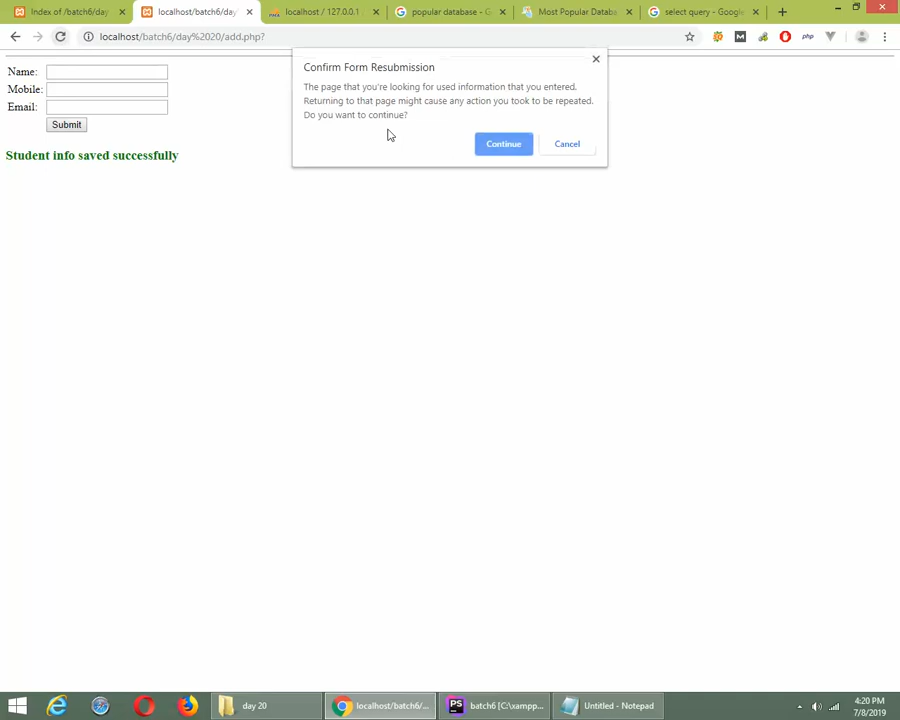 Index of /batch6/day
localhost/batch6/day
localhost / 127.0.0.1
popular database - G
Most Popular Databa
select query - Google
localhost/batch6/day%2020/add.php?
php
Name:
Mobile:
Email:
Submit
Student info saved successfully
Confirm Form Resubmission
The page that you're looking for used information that you entered.
Returning to that page might cause any action you took to be repeated.
Do you want to continue?
Continue
Cancel
day 20
localhost/batch6/...
PS
batch6 [C:\xampp...
Untitled - Notepad
4:20 PM
7/8/2019